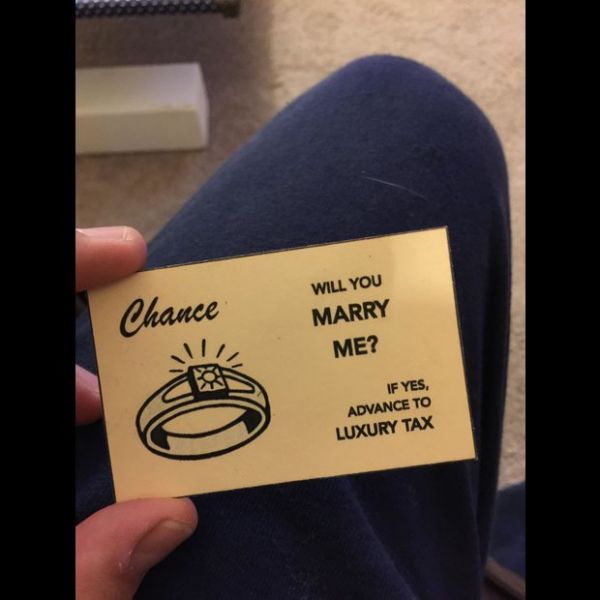 Chance
WILL YOU
MARRY
ME?
IF YES,
ADVANCE TO
LUXURY TAX